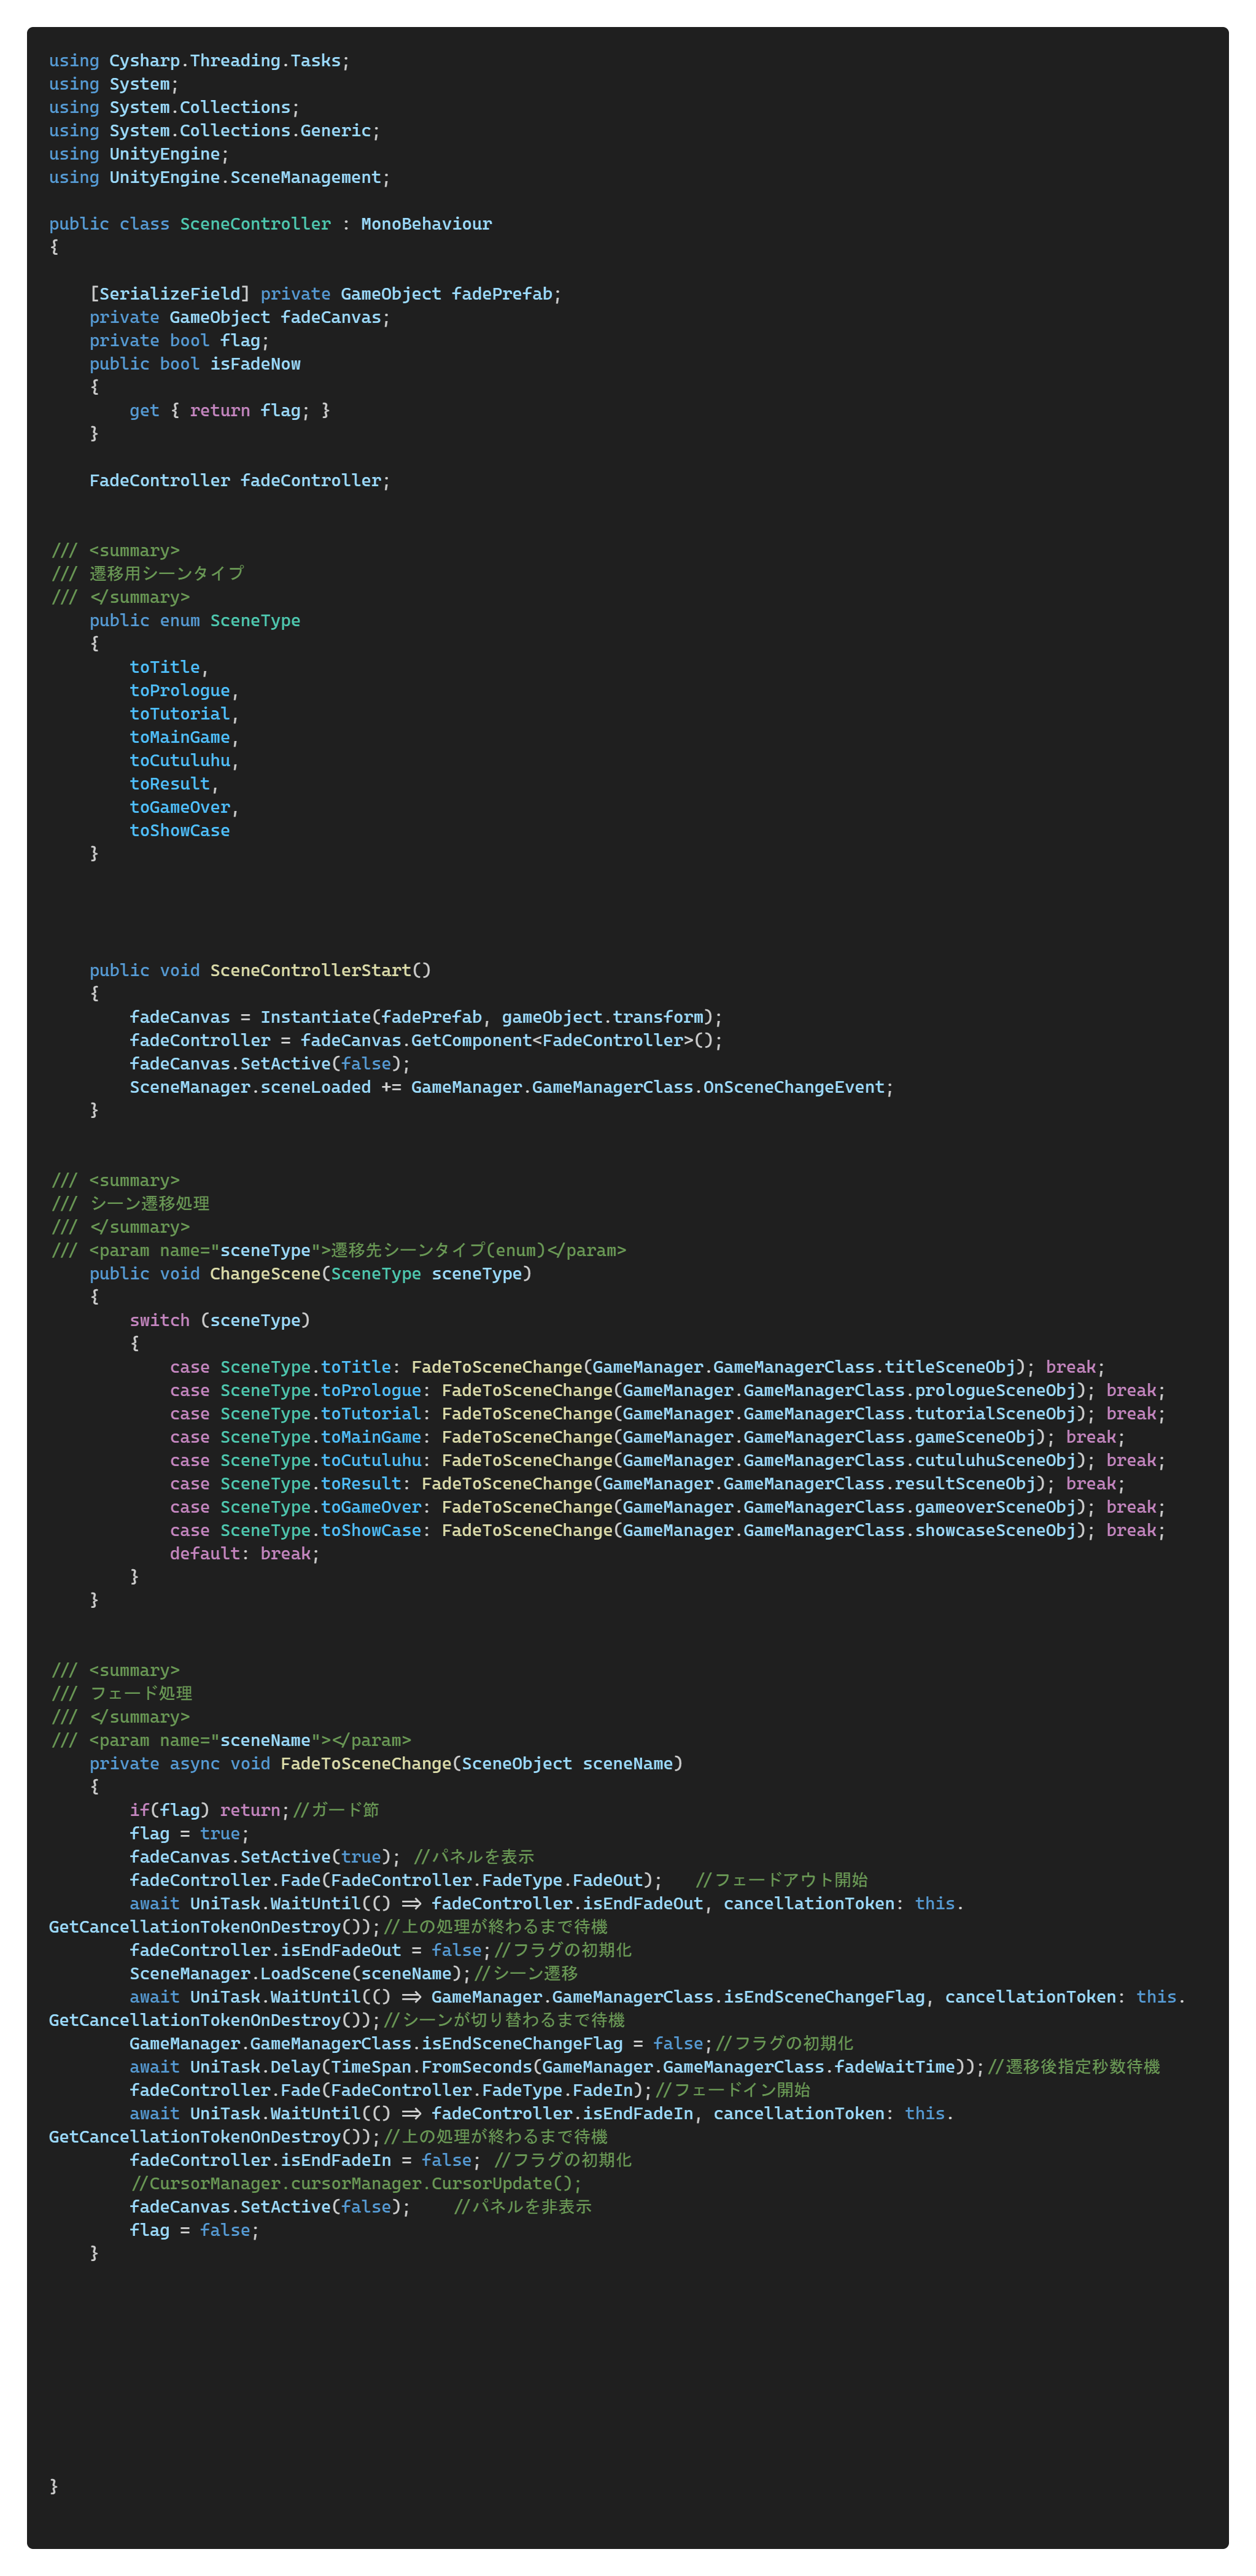 using Cysharp.Threading.Tasks;
using System;
using System.Collections;
using System.Collections.Generic;
using UnityEngine;
using UnityEngine.SceneManagement;

public class SceneController : MonoBehaviour
{

    [SerializeField] private GameObject fadePrefab;
    private GameObject fadeCanvas;
    private bool flag;
    public bool isFadeNow
    {
        get { return flag; }
    }

    FadeController fadeController;


/// <summary>
/// 遷移用シーンタイプ
/// </summary>
    public enum SceneType
    {
        toTitle,
        toPrologue,
        toTutorial,
        toMainGame,
        toCutuluhu,
        toResult,
        toGameOver,
        toShowCase
    }




    public void SceneControllerStart()
    {
        fadeCanvas = Instantiate(fadePrefab, gameObject.transform);
        fadeController = fadeCanvas.GetComponent<FadeController>();
        fadeCanvas.SetActive(false);
        SceneManager.sceneLoaded += GameManager.GameManagerClass.OnSceneChangeEvent;
    }


/// <summary>
/// シーン遷移処理
/// </summary>
/// <param name="sceneType">遷移先シーンタイプ(enum)</param>
    public void ChangeScene(SceneType sceneType)
    {
        switch (sceneType)
        {
            case SceneType.toTitle: FadeToSceneChange(GameManager.GameManagerClass.titleSceneObj); break;
            case SceneType.toPrologue: FadeToSceneChange(GameManager.GameManagerClass.prologueSceneObj); break;
            case SceneType.toTutorial: FadeToSceneChange(GameManager.GameManagerClass.tutorialSceneObj); break;
            case SceneType.toMainGame: FadeToSceneChange(GameManager.GameManagerClass.gameSceneObj); break;
            case SceneType.toCutuluhu: FadeToSceneChange(GameManager.GameManagerClass.cutuluhuSceneObj); break;
            case SceneType.toResult: FadeToSceneChange(GameManager.GameManagerClass.resultSceneObj); break;
            case SceneType.toGameOver: FadeToSceneChange(GameManager.GameManagerClass.gameoverSceneObj); break;
            case SceneType.toShowCase: FadeToSceneChange(GameManager.GameManagerClass.showcaseSceneObj); break;
            default: break;
        }
    }


/// <summary>
/// フェード処理
/// </summary>
/// <param name="sceneName"></param>
    private async void FadeToSceneChange(SceneObject sceneName)
    {
        if(flag) return;//ガード節
        flag = true;
        fadeCanvas.SetActive(true); //パネルを表示
        fadeController.Fade(FadeController.FadeType.FadeOut);   //フェードアウト開始
        await UniTask.WaitUntil(() => fadeController.isEndFadeOut, cancellationToken: this.
GetCancellationTokenOnDestroy());//上の処理が終わるまで待機
        fadeController.isEndFadeOut = false;//フラグの初期化
        SceneManager.LoadScene(sceneName);//シーン遷移
        await UniTask.WaitUntil(() => GameManager.GameManagerClass.isEndSceneChangeFlag, cancellationToken: this.
GetCancellationTokenOnDestroy());//シーンが切り替わるまで待機
        GameManager.GameManagerClass.isEndSceneChangeFlag = false;//フラグの初期化
        await UniTask.Delay(TimeSpan.FromSeconds(GameManager.GameManagerClass.fadeWaitTime));//遷移後指定秒数待機
        fadeController.Fade(FadeController.FadeType.FadeIn);//フェードイン開始
        await UniTask.WaitUntil(() => fadeController.isEndFadeIn, cancellationToken: this.
GetCancellationTokenOnDestroy());//上の処理が終わるまで待機
        fadeController.isEndFadeIn = false; //フラグの初期化
        //CursorManager.cursorManager.CursorUpdate();
        fadeCanvas.SetActive(false);    //パネルを非表示
        flag = false;
    }









}